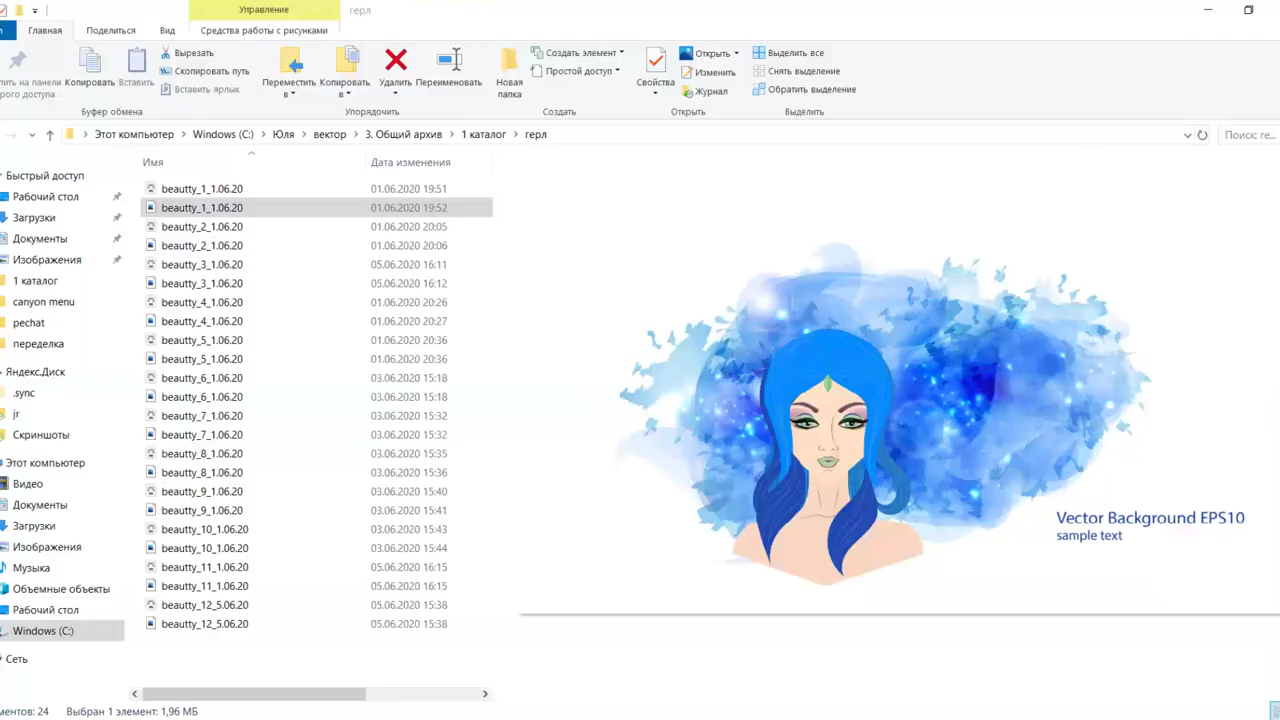 Управление
герл
Главная
Поделиться
Вид
Средства работы с рисунками
Копировать
Вставить
Вырезать
Скопировать путь
Вставить ярлык
Буфер обмена
Переместить в
Копировать в
Удалить
Переименовать
Упорядочить
Новая папка
Создать элемент
Простой доступ
Создать
Свойства
Открыть
Изменить
Журнал
Открыть
Выделить все
Снять выделение
Обратить выделение
Выделить
Этот компьютер
Windows (C:)
Юля
вектор
3. Общий архив
1 каталог
герл
Поиск: ге...
Имя
Дата изменения
Быстрый доступ
Рабочий стол
Загрузки
Документы
Изображения
1 каталог
canyon menu
pechat
переделка
Яндекс.Диск
.sync
jr
Скриншоты
Этот компьютер
Видео
Документы
Загрузки
Изображения
Музыка
Объемные объекты
Рабочий стол
Windows (C:)
Сеть
beautty_1_1.06.20 01.06.2020 19:51
beautty_1_1.06.20 01.06.2020 19:52
beautty_2_1.06.20 01.06.2020 20:05
beautty_2_1.06.20 01.06.2020 20:06
beautty_3_1.06.20 05.06.2020 16:11
beautty_3_1.06.20 05.06.2020 16:12
beautty_4_1.06.20 01.06.2020 20:26
beautty_4_1.06.20 01.06.2020 20:27
beautty_5_1.06.20 01.06.2020 20:36
beautty_5_1.06.20 01.06.2020 20:36
beautty_6_1.06.20 03.06.2020 15:18
beautty_6_1.06.20 03.06.2020 15:18
beautty_7_1.06.20 03.06.2020 15:32
beautty_7_1.06.20 03.06.2020 15:32
beautty_8_1.06.20 03.06.2020 15:35
beautty_8_1.06.20 03.06.2020 15:36
beautty_9_1.06.20 03.06.2020 15:40
beautty_9_1.06.20 03.06.2020 15:41
beautty_10_1.06.20 03.06.2020 15:43
beautty_10_1.06.20 03.06.2020 15:44
beautty_11_1.06.20 05.06.2020 16:15
beautty_11_1.06.20 05.06.2020 16:15
beautty_12_5.06.20 05.06.2020 15:38
beautty_12_5.06.20 05.06.2020 15:38
Vector Background EPS10
sample text
ментов: 24
Выбран 1 элемент: 1,96 МБ